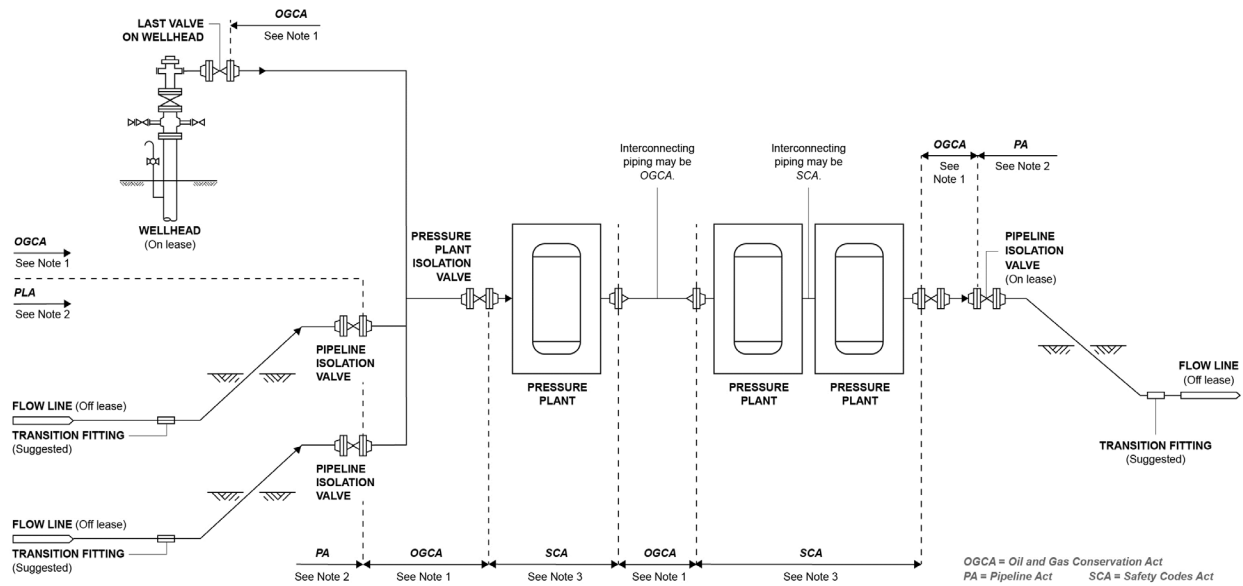 LAST VALVE
ON WELLHEAD
OGCA
See Note 1
WELLHEAD
(On lease)
OGCA
See Note 1
PLA
See Note 2
PIPELINE
ISOLATION
VALVE
FLOW LINE (Off lease)
TRANSITION FITTING
(Suggested)
PIPELINE
ISOLATION
VALVE
FLOW LINE (Off lease)
TRANSITION FITTING
(Suggested)
PRESSURE
PLANT
ISOLATION
VALVE
PRESSURE
PLANT
Interconnecting
piping may be
OGCA.
Interconnecting
piping may be
SCA.
PRESSURE
PLANT
PRESSURE
PLANT
OGCA
See
Note 1
PA
See Note 2
PIPELINE
ISOLATION
VALVE
(On lease)
FLOW LINE
(Off lease)
TRANSITION FITTING
(Suggested)
PA
See Note 2
OGCA
See Note 1
SCA
See Note 3
OGCA
See Note 1
SCA
See Note 3
OGCA = Oil and Gas Conservation Act
PA = Pipeline Act SCA = Safety Codes Act